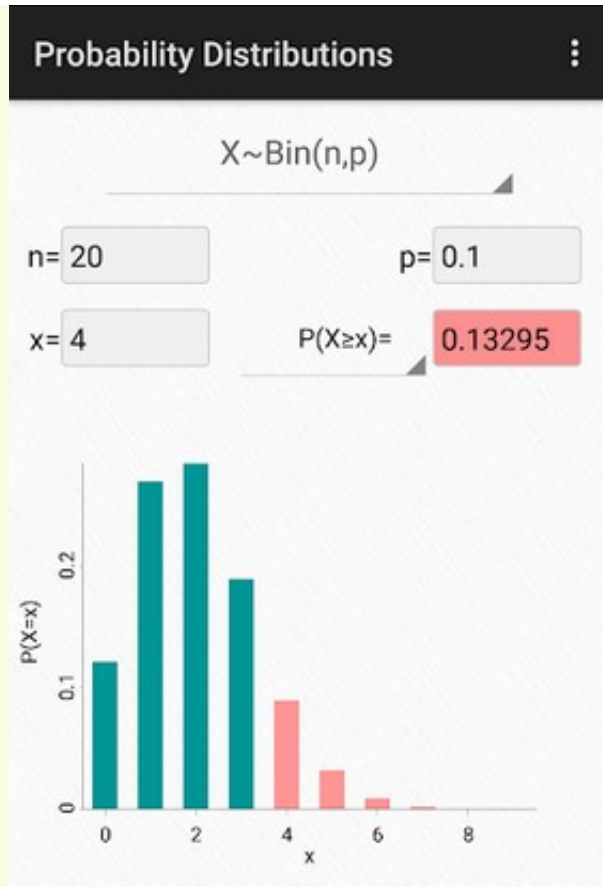 Probability Distributions
X~Bin(n,p)
n= 20 p= 0.1
x= 4 P(X≥x)= 0.13295
0.2
P(X=x)
0.1
0
0 2 4 6 8
x